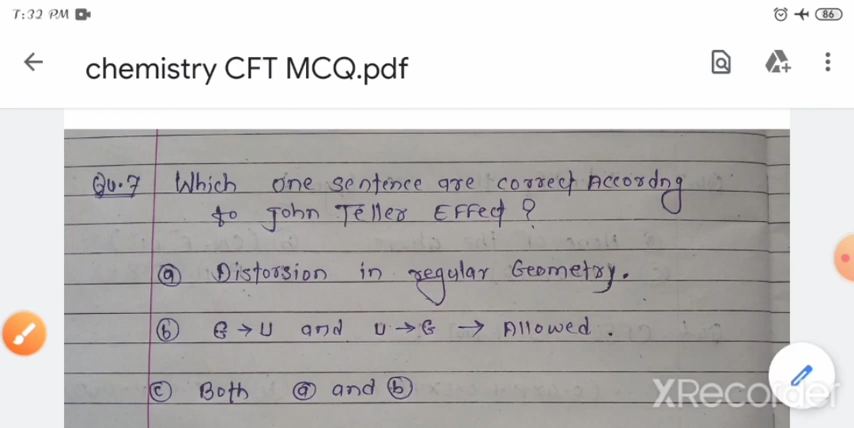 7:32 PM
86
chemistry CFT MCQ.pdf
Qu.7 Which one sentence are correct Accordng
to John Teller Effect ?
(a) Distorsion in regular Geometry.
(b) G → U and U → G → Allowed .
(c) Both (a) and (b)
XRecorder